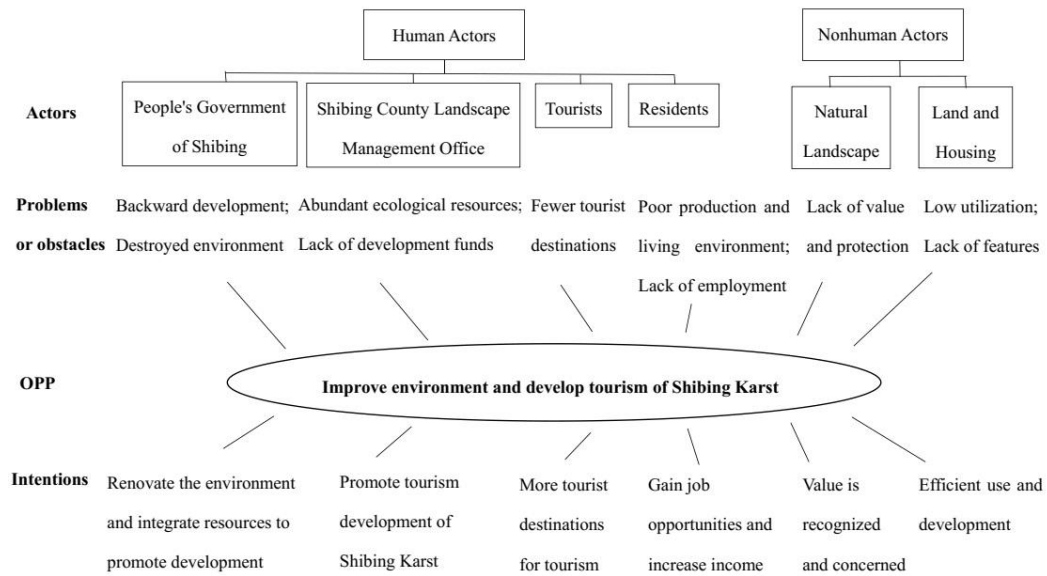 Human Actors
Nonhuman Actors
Actors
People's Government
of Shibing
Shibing County Landscape
Management Office
Tourists
Residents
Natural
Landscape
Land and
Housing
Problems
or obstacles
Backward development;
Destroyed environment
Abundant ecological resources;
Lack of development funds
Fewer tourist
destinations
Poor production and
living environment;
Lack of employment
Lack of value
and protection
Low utilization;
Lack of features
OPP
Improve environment and develop tourism of Shibing Karst
Intentions
Renovate the environment
and integrate resources to
promote development
Promote tourism
development of
Shibing Karst
More tourist
destinations
for tourism
Gain job
opportunities and
increase income
Value is
recognized
and concerned
Efficient use and
development